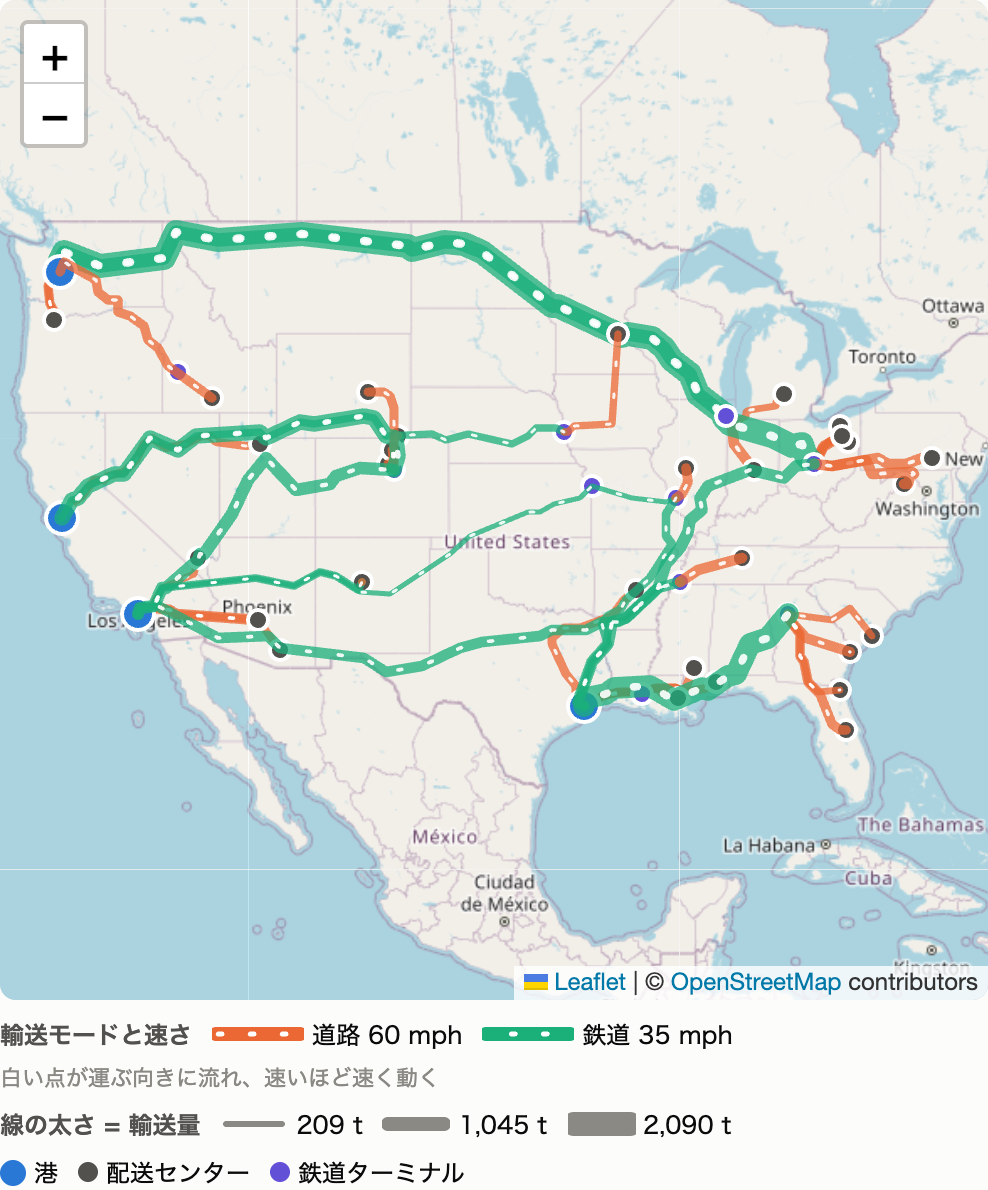 +
−
Ottawa
Toronto
New
Washington
United States
Phoenix
Los Angeles
México
The Bahamas
La Habana
Cuba
Ciudad
de México
Kingston
Leaflet | © OpenStreetMap contributors
輸送モードと速さ 道路 60 mph 鉄道 35 mph
白い点が運ぶ向きに流れ、速いほど速く動く
線の太さ = 輸送量 209 t 1,045 t 2,090 t
港 配送センター 鉄道ターミナル